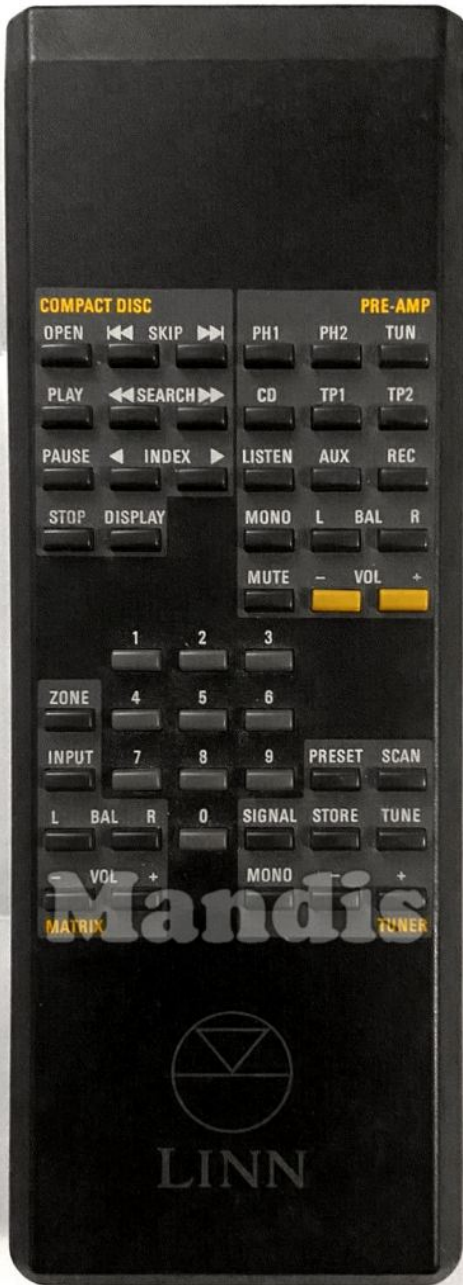 COMPACT DISC PRE-AMP
OPEN SKIP PH1 PH2 TUN
PLAY SEARCH CD TP1 TP2
PAUSE INDEX LISTEN AUX REC
STOP DISPLAY MONO L BAL R
MUTE - VOL +
1 2 3
ZONE 4 5 6
INPUT 7 8 9 PRESET SCAN
L BAL R 0 SIGNAL STORE TUNE
- VOL + MONO - +
Mandis
MATRIX TUNER
LINN